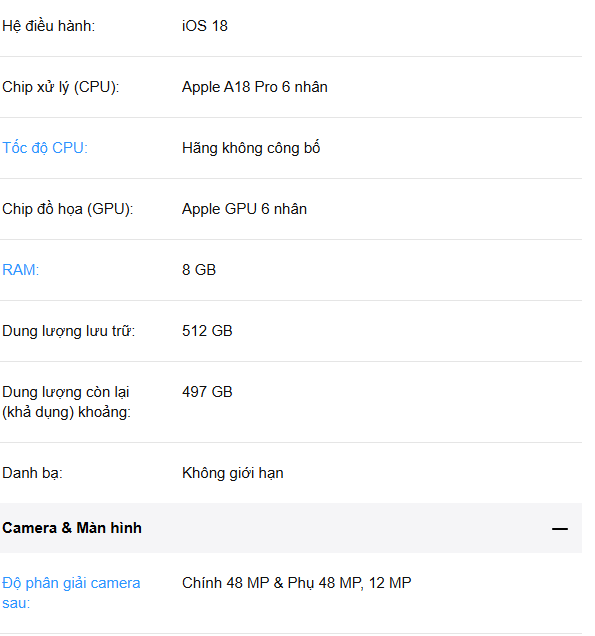 Hệ điều hành: iOS 18
Chip xử lý (CPU): Apple A18 Pro 6 nhân
Tốc độ CPU: Hãng không công bố
Chip đồ họa (GPU): Apple GPU 6 nhân
RAM: 8 GB
Dung lượng lưu trữ: 512 GB
Dung lượng còn lại 497 GB
(khả dụng) khoảng:
Danh bạ: Không giới hạn
Camera & Màn hình
Độ phân giải camera Chính 48 MP & Phụ 48 MP, 12 MP
sau: